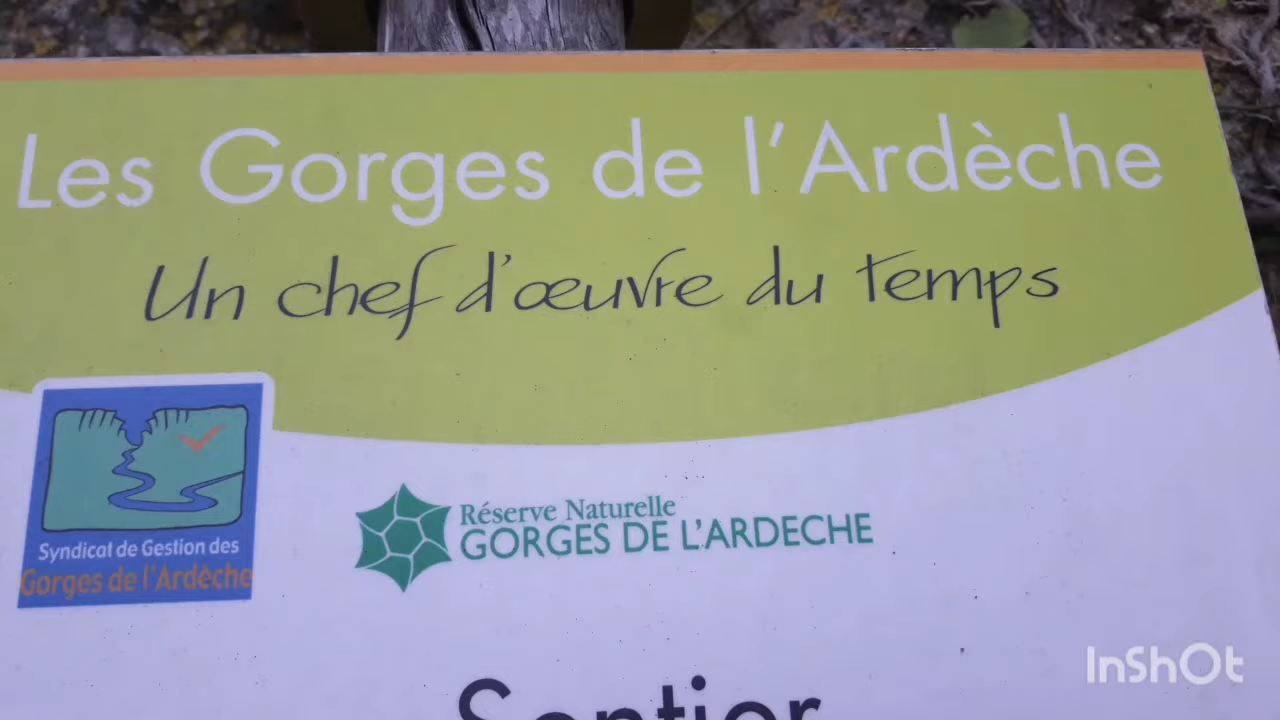 Les Gorges de l'Ardèche
Un chef d'œuvre du temps
Syndicat de Gestion des
Gorges de l'Ardèche
Réserve Naturelle
GORGES DE L'ARDECHE
Sentier
InShOt